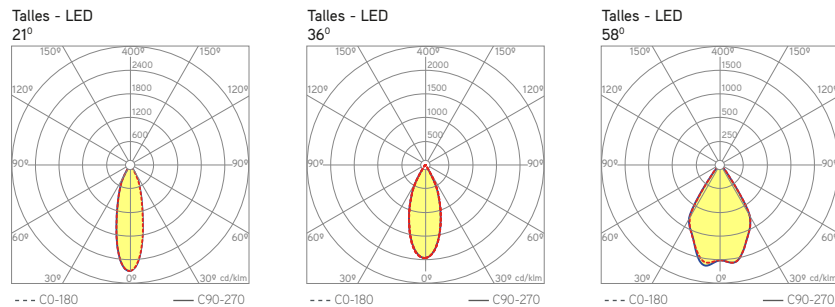 Talles - LED
21º
150º 400º 150º
2400
120º 1800 120º
1200
600
90º 90º
60º 60º
30º 0º 30º cd/klm
---- C0-180 — C90-270
Talles - LED
36º
150º 400º 150º
2000
120º 1500 120º
1000
500
90º 90º
60º 60º
30º 0º 30º cd/klm
---- C0-180 — C90-270
Talles - LED
58º
150º 400º 150º
1500
120º 1000 120º
500
250
90º 90º
60º 60º
30º 0º 30º cd/klm
---- C0-180 — C90-270